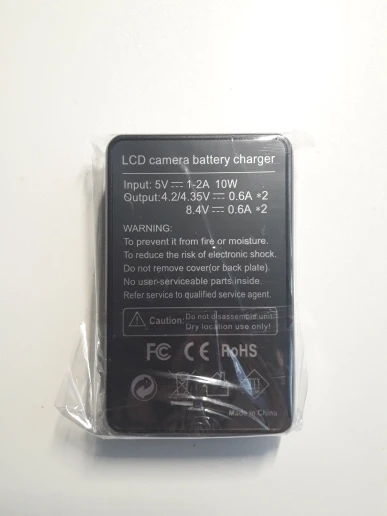 LCD camera battery charger
Input: 5V⎓1-2A 10W
Output:4.2/4.35V⎓0.6A *2
8.4V⎓0.6A *2
WARNING:
To prevent it from fire or moisture.
To reduce the risk of electronic shock.
Do not remove cover(or back plate).
No user-serviceable parts inside.
Refer service to qualified service agent.
Caution. Do not disassemble unit.
Dry location use only!
FC CE RoHS
Made in China